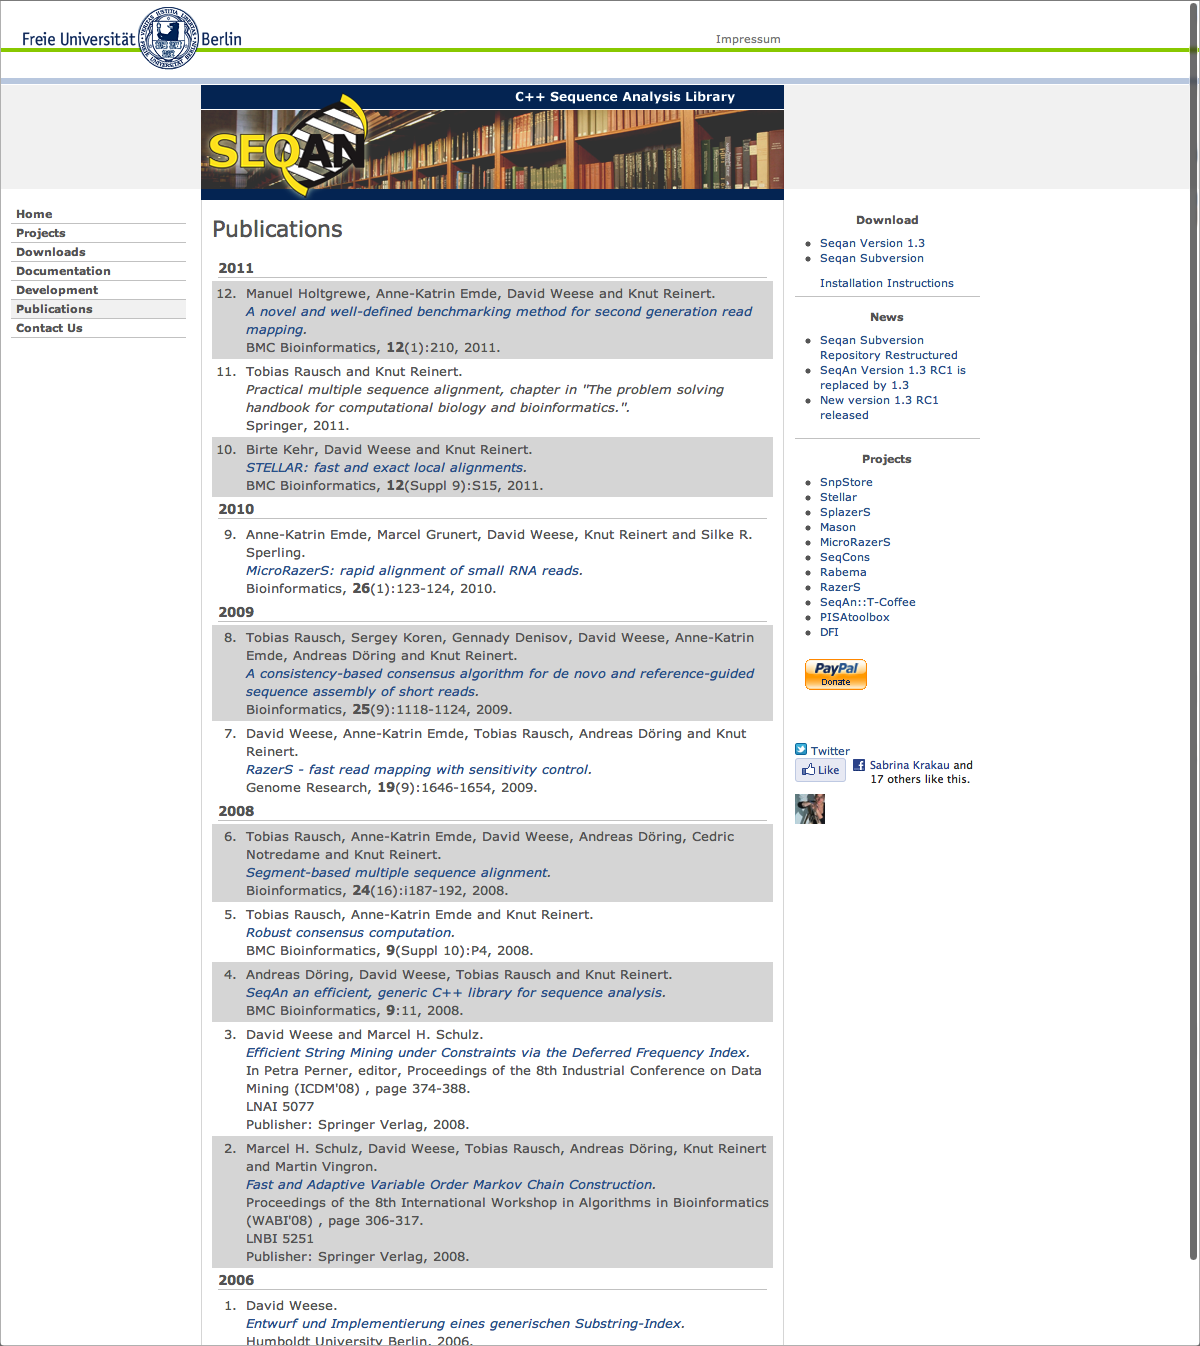 Freie Universität Berlin
Impressum
C++ Sequence Analysis Library
SEQAN
Home
Projects
Downloads
Documentation
Development
Publications
Contact Us
Publications
2011
12. Manuel Holtgrewe, Anne-Katrin Emde, David Weese and Knut Reinert.
A novel and well-defined benchmarking method for second generation read
mapping.
BMC Bioinformatics, 12(1):210, 2011.
11. Tobias Rausch and Knut Reinert.
Practical multiple sequence alignment, chapter in "The problem solving
handbook for computational biology and bioinformatics.".
Springer, 2011.
10. Birte Kehr, David Weese and Knut Reinert.
STELLAR: fast and exact local alignments.
BMC Bioinformatics, 12(Suppl 9):S15, 2011.
2010
9. Anne-Katrin Emde, Marcel Grunert, David Weese, Knut Reinert and Silke R.
Sperling.
MicroRazerS: rapid alignment of small RNA reads.
Bioinformatics, 26(1):123-124, 2010.
2009
8. Tobias Rausch, Sergey Koren, Gennady Denisov, David Weese, Anne-Katrin
Emde, Andreas Döring and Knut Reinert.
A consistency-based consensus algorithm for de novo and reference-guided
sequence assembly of short reads.
Bioinformatics, 25(9):1118-1124, 2009.
7. David Weese, Anne-Katrin Emde, Tobias Rausch, Andreas Döring and Knut
Reinert.
RazerS - fast read mapping with sensitivity control.
Genome Research, 19(9):1646-1654, 2009.
2008
6. Tobias Rausch, Anne-Katrin Emde, David Weese, Andreas Döring, Cedric
Notredame and Knut Reinert.
Segment-based multiple sequence alignment.
Bioinformatics, 24(16):i187-192, 2008.
5. Tobias Rausch, Anne-Katrin Emde and Knut Reinert.
Robust consensus computation.
BMC Bioinformatics, 9(Suppl 10):P4, 2008.
4. Andreas Döring, David Weese, Tobias Rausch and Knut Reinert.
SeqAn an efficient, generic C++ library for sequence analysis.
BMC Bioinformatics, 9:11, 2008.
3. David Weese and Marcel H. Schulz.
Efficient String Mining under Constraints via the Deferred Frequency Index.
In Petra Perner, editor, Proceedings of the 8th Industrial Conference on Data
Mining (ICDM'08) , page 374-388.
LNAI 5077
Publisher: Springer Verlag, 2008.
2. Marcel H. Schulz, David Weese, Tobias Rausch, Andreas Döring, Knut Reinert
and Martin Vingron.
Fast and Adaptive Variable Order Markov Chain Construction.
Proceedings of the 8th International Workshop in Algorithms in Bioinformatics
(WABI'08) , page 306-317.
LNBI 5251
Publisher: Springer Verlag, 2008.
2006
1. David Weese.
Entwurf und Implementierung eines generischen Substring-Index.
Humboldt University Berlin, 2006.
Download
Seqan Version 1.3
Seqan Subversion
Installation Instructions
News
Seqan Subversion
Repository Restructured
SeqAn Version 1.3 RC1 is
replaced by 1.3
New version 1.3 RC1
released
Projects
SnpStore
Stellar
SplazerS
Mason
MicroRazerS
SeqCons
Rabema
RazerS
SeqAn::T-Coffee
PISAtoolbox
DFI
PayPal
Donate
Twitter
Like
Sabrina Krakau and
17 others like this.